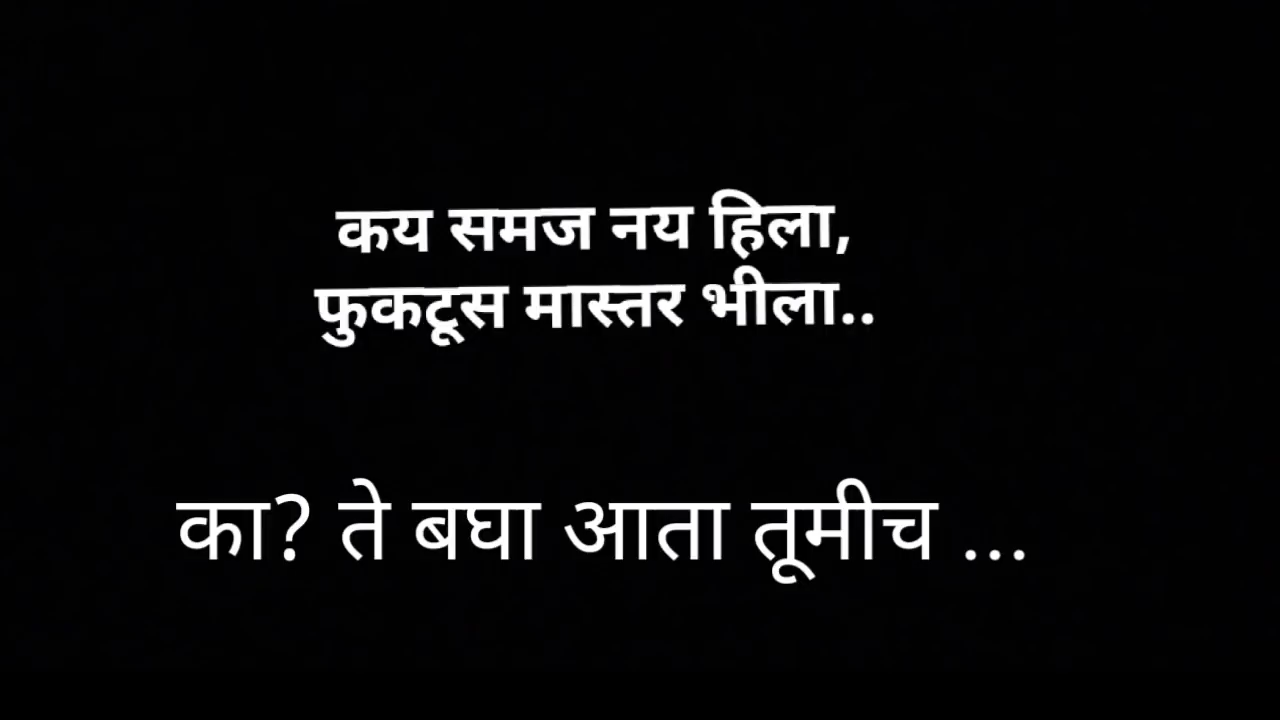 कय समज नय हिला,
फुकटूस मास्तर भीला..
का? ते बघा आता तूमीच ...